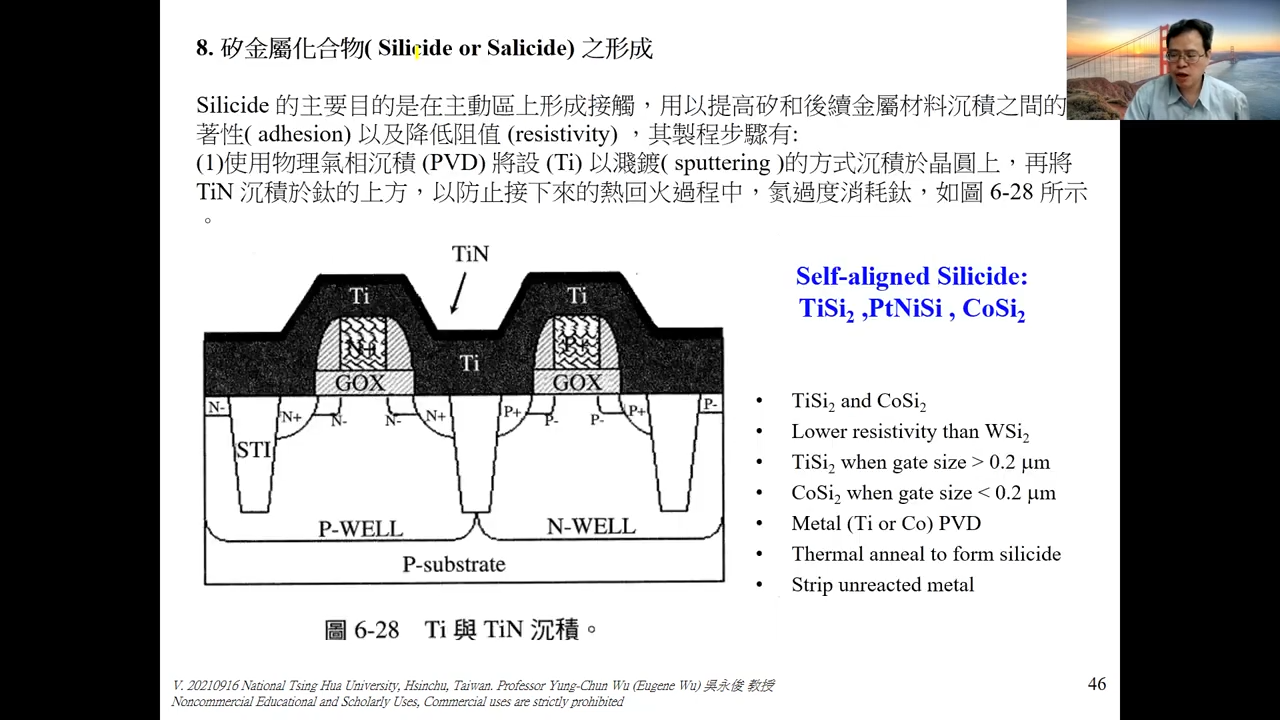 8. 矽金屬化合物( Silicide or Salicide) 之形成
Silicide 的主要目的是在主動區上形成接觸，用以提高矽和後續金屬材料沉積之間的
著性( adhesion) 以及降低阻值 (resistivity) ，其製程步驟有:
(1)使用物理氣相沉積 (PVD) 將設 (Ti) 以濺鍍( sputtering )的方式沉積於晶圓上，再將
TiN 沉積於鈦的上方，以防止接下來的熱回火過程中，氮過度消耗鈦，如圖 6-28 所示
。
TiN
Ti
Ti
N+
P+
Ti
GOX
GOX
N-
N+
N-
N-
N+
P+
P-
P-
P+
P-
STI
P-WELL
N-WELL
P-substrate
圖 6-28 Ti 與 TiN 沉積。
Self-aligned Silicide:
TiSi₂ ,PtNiSi , CoSi₂
• TiSi₂ and CoSi₂
• Lower resistivity than WSi₂
• TiSi₂ when gate size > 0.2 μm
• CoSi₂ when gate size < 0.2 μm
• Metal (Ti or Co) PVD
• Thermal anneal to form silicide
• Strip unreacted metal
V. 20210916 National Tsing Hua University, Hsinchu, Taiwan. Professor Yung-Chun Wu (Eugene Wu) 吳永俊 教授
Noncommercial Educational and Scholarly Uses, Commercial uses are strictly prohibited
46